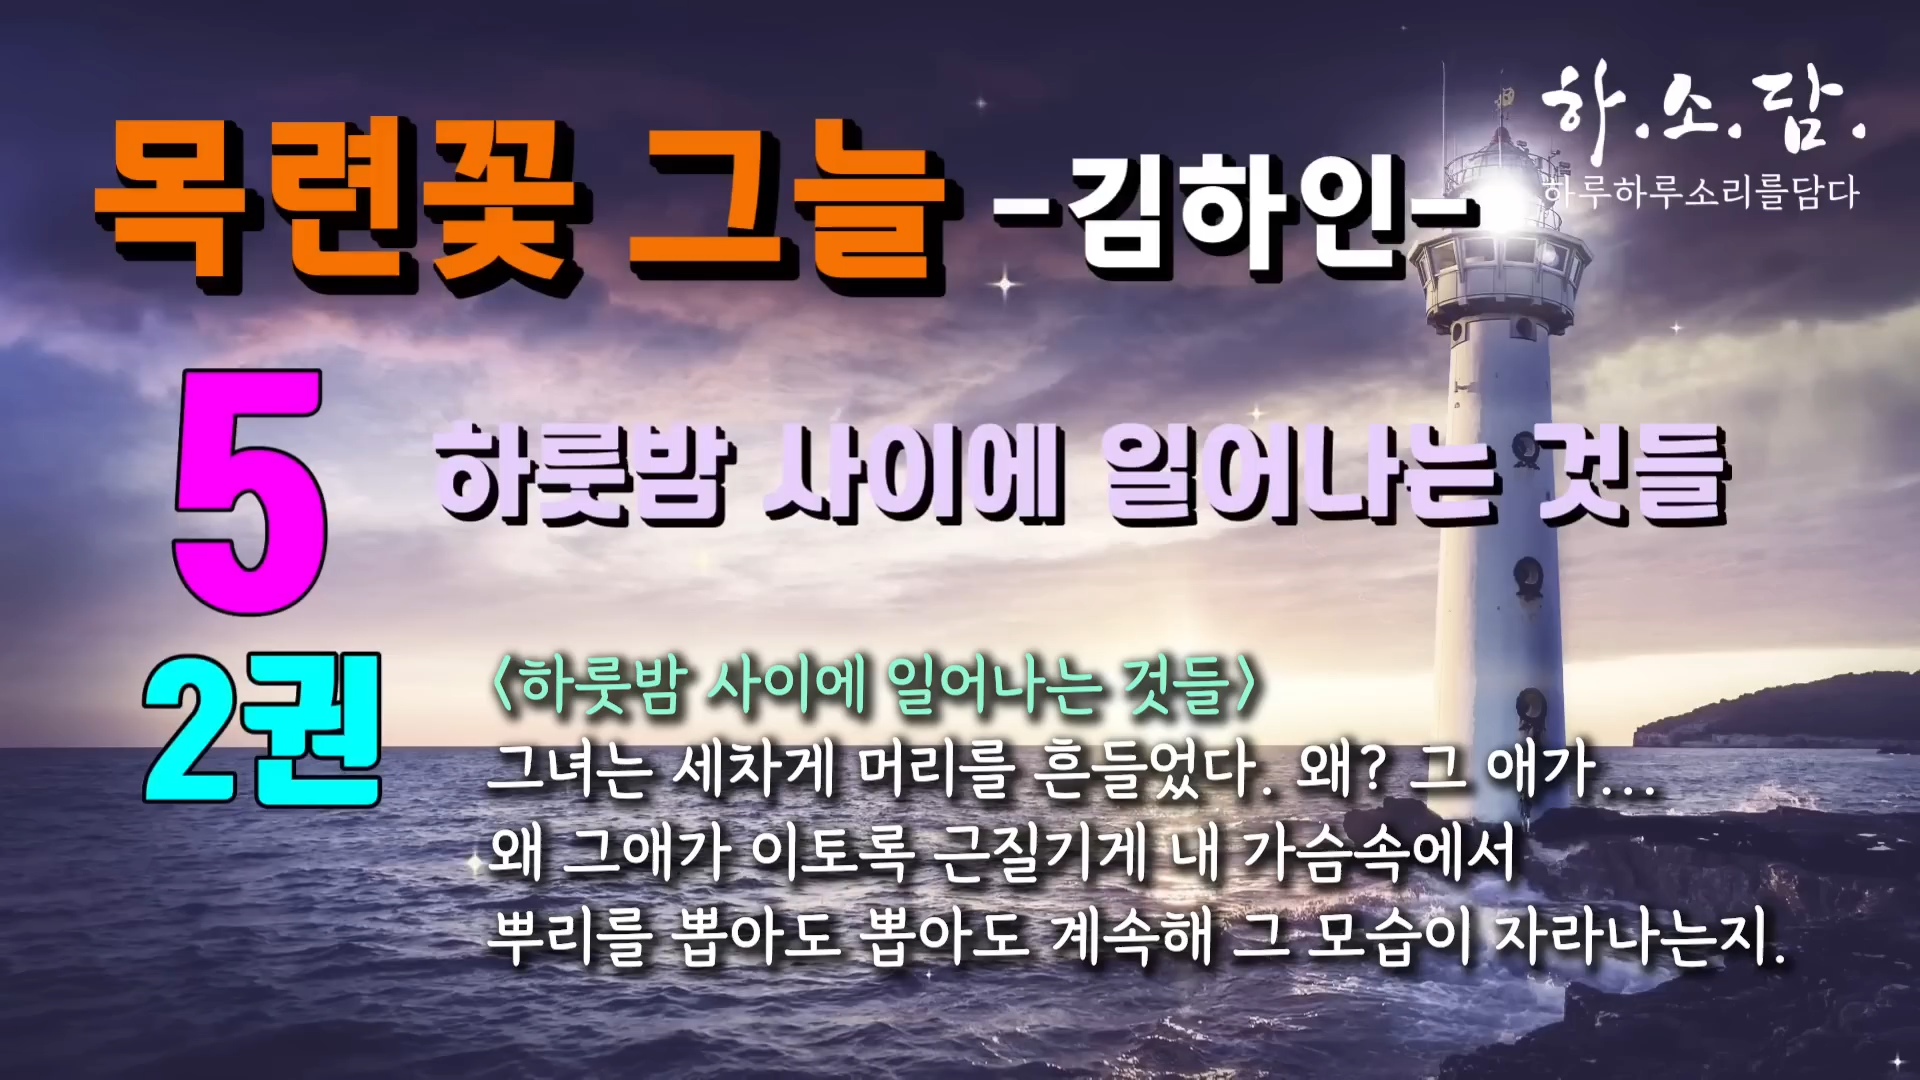 하.소.담.
하루하루소리를담다
목련꽃 그늘 -김하인-
5
하룻밤 사이에 일어나는 것들
2권
<하룻밤 사이에 일어나는 것들>
그녀는 세차게 머리를 흔들었다. 왜? 그 애가...
왜 그애가 이토록 끈질기게 내 가슴속에서
뿌리를 뽑아도 뽑아도 계속해 그 모습이 자라나는지.